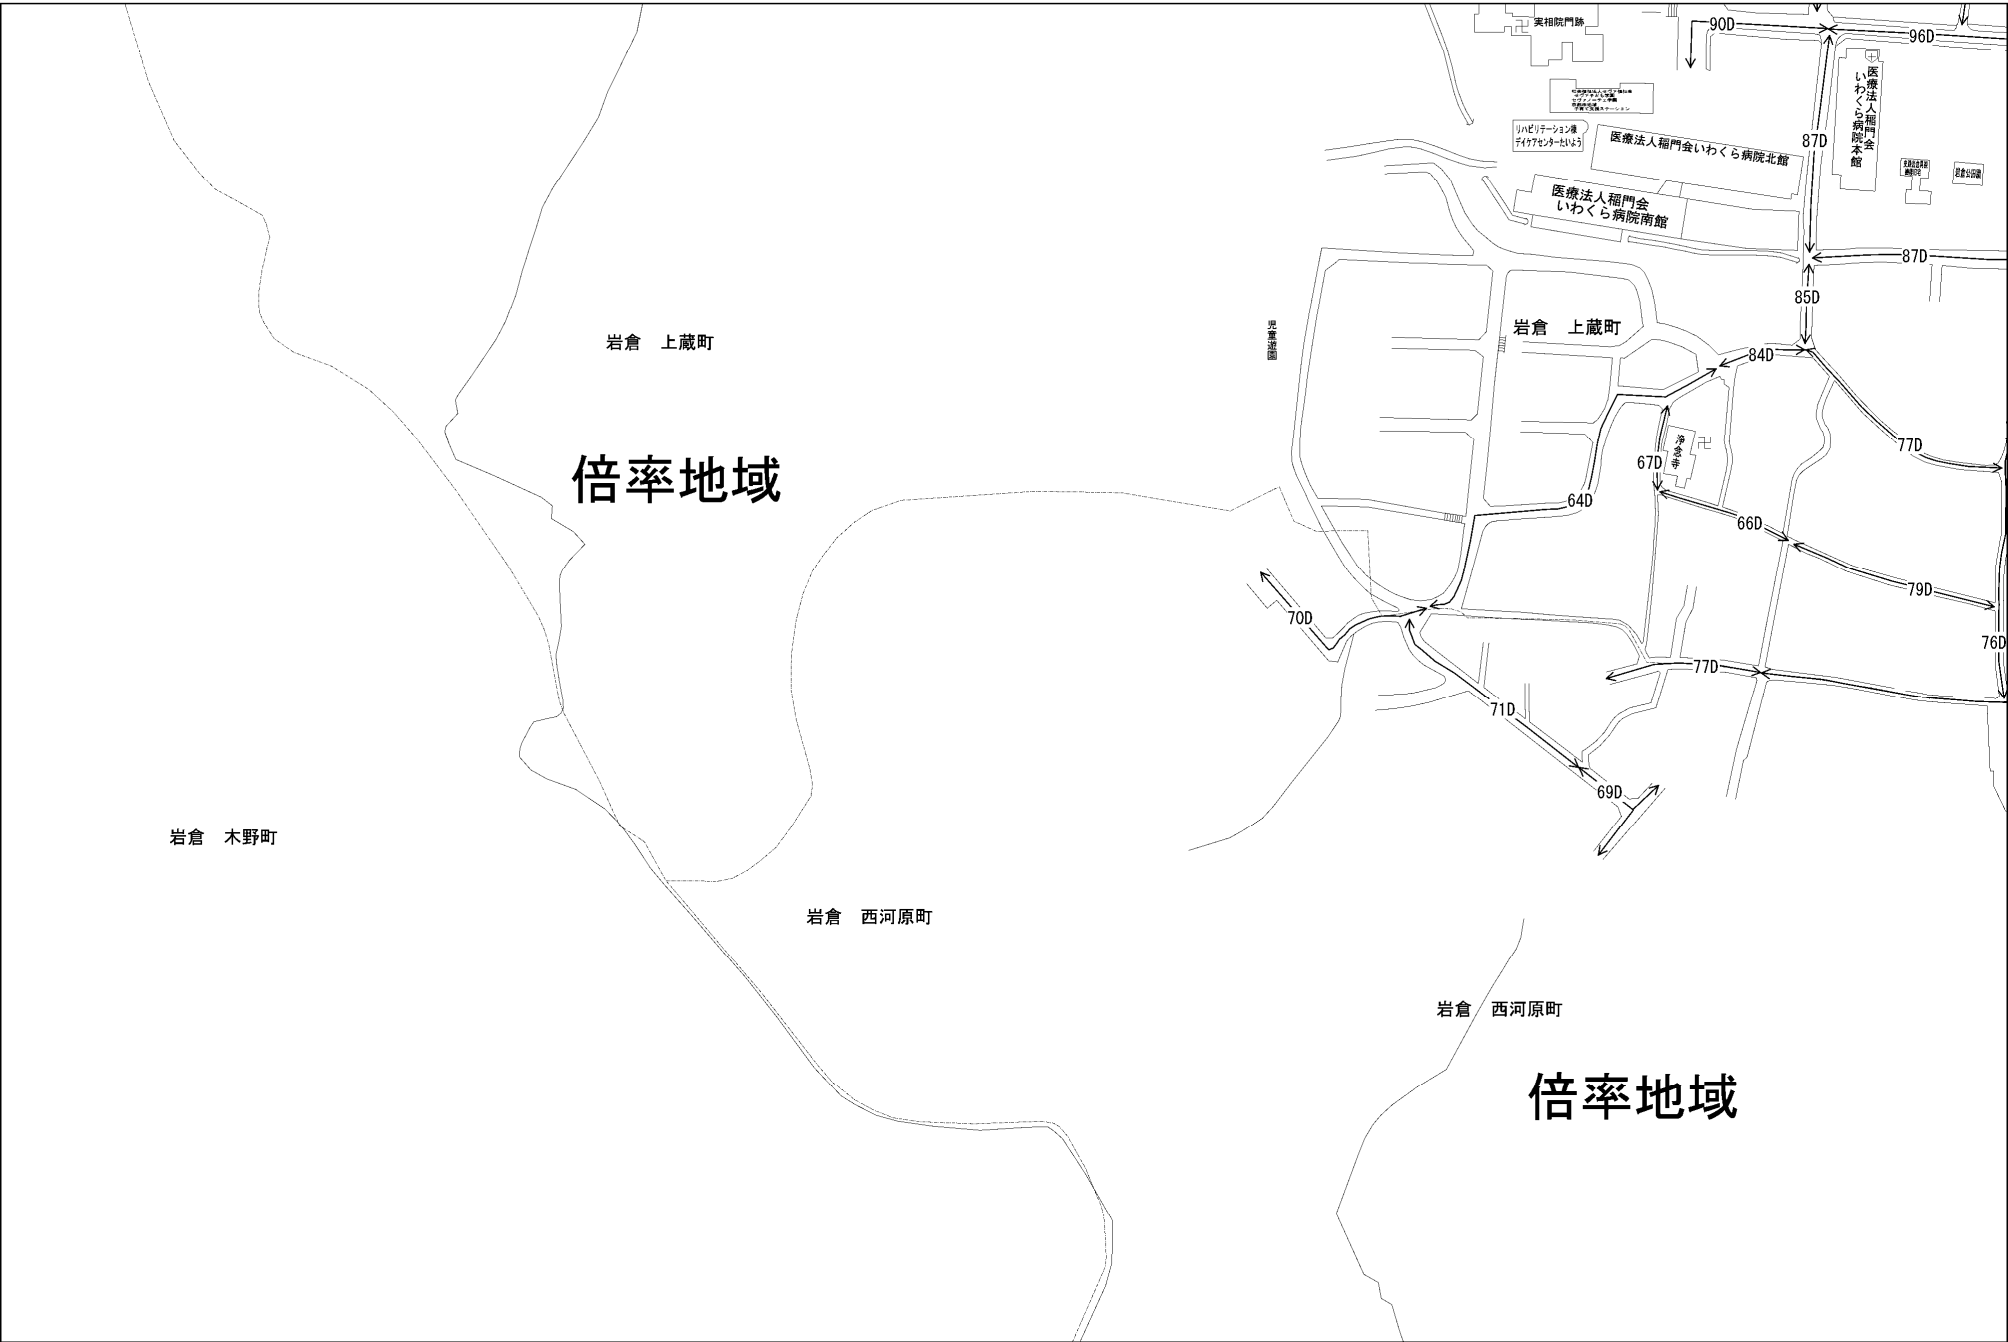 実相院門跡
90D
96D
医療法人稲門会
いわくら病院本館
リハビリテーション棟
デイケアセンターたいよう
医療法人稲門会いわくら病院北館
87D
岩倉公園
医療法人稲門会
いわくら病院南館
87D
85D
児童遊園
岩倉　上蔵町
岩倉　上蔵町
84D
77D
浄念寺
67D
倍率地域
64D
66D
79D
70D
76D
77D
71D
69D
岩倉　木野町
岩倉　西河原町
岩倉　西河原町
倍率地域